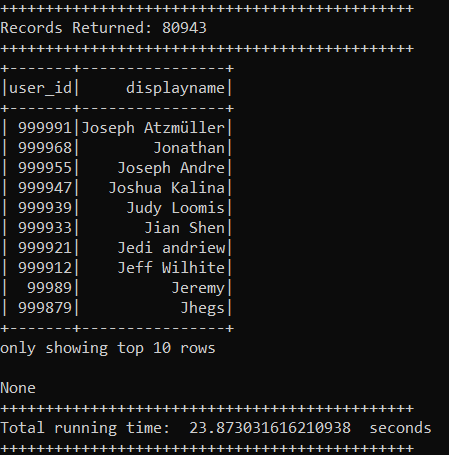 ++++++++++++++++++++++++++++++++++++++++++++++
Records Returned: 80943
++++++++++++++++++++++++++++++++++++++++++++++
+-------+----------------+
|user_id|     displayname|
+-------+----------------+
| 999991|Joseph Atzmüller|
| 999968|        Jonathan|
| 999955|    Joseph Andre|
| 999947|   Joshua Kalina|
| 999939|     Judy Loomis|
| 999933|       Jian Shen|
| 999921|    Jedi andriew|
| 999912|    Jeff Wilhite|
|  99989|          Jeremy|
| 999879|           Jhegs|
+-------+----------------+
only showing top 10 rows

None
++++++++++++++++++++++++++++++++++++++++++++++
Total running time:  23.873031616210938  seconds
++++++++++++++++++++++++++++++++++++++++++++++